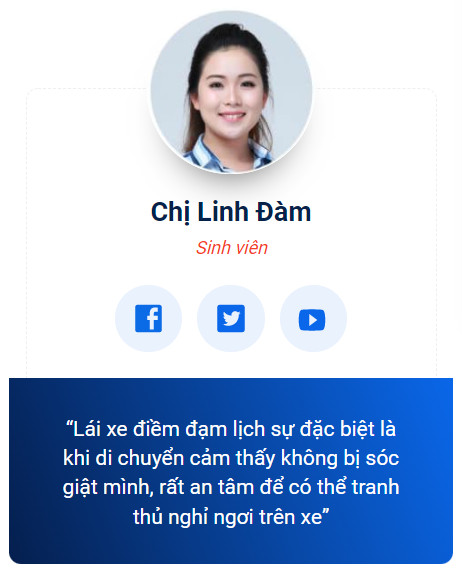 Chị Linh Đàm
Sinh viên
“Lái xe điềm đạm lịch sự đặc biệt là
khi di chuyển cảm thấy không bị sóc
giật mình, rất an tâm để có thể tranh
thủ nghỉ ngơi trên xe”